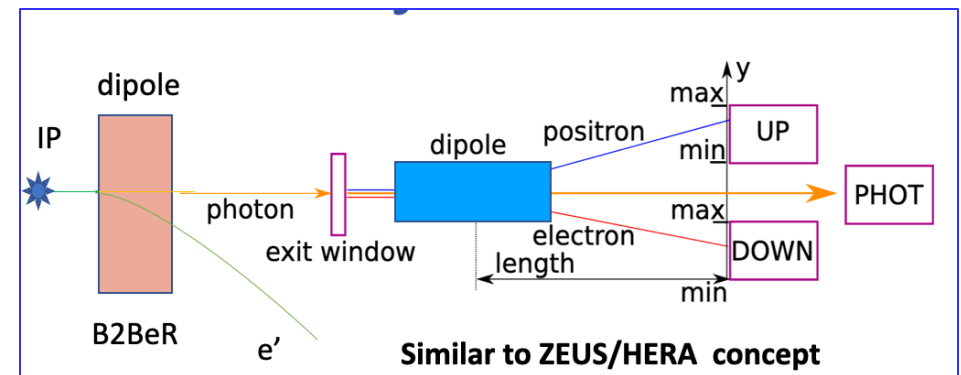 dipole
IP
B2BeR
e’
photon
exit window
dipole
positron
electron
length
y
max
min
max
min
UP
DOWN
PHOT
Similar to ZEUS/HERA concept